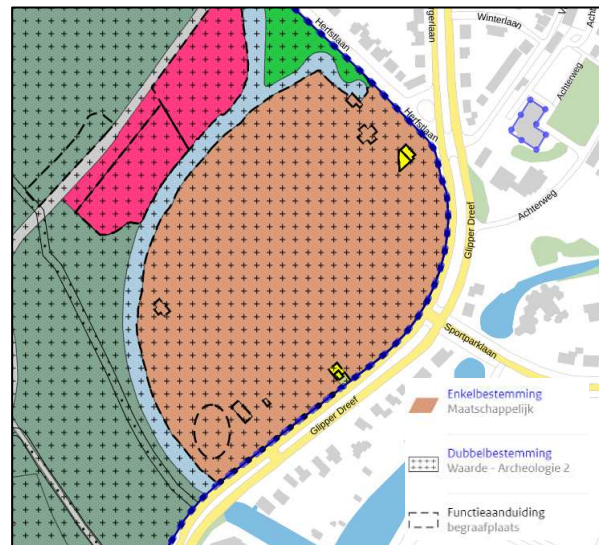 Herfstlaan
Winterlaan
Achterweg
Herfstlaan
Achterweg
Glipper Dreef
Sportparklaan
Glipper Dreef
Enkelbestemming
Maatschappelijk
Dubbelbestemming
Waarde - Archeologie 2
Functieaanduiding
begraafplaats